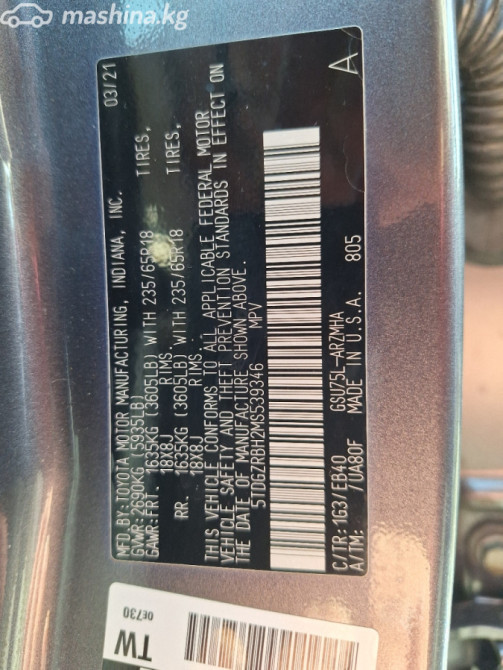 mashina.kg
MFD.BY:TOYOTA MOTOR MANUFACTURING, INDIANA, INC. 03/21
GVWR:2690KG (5935LB)
GAWR:FRT. 1635KG (3605LB) WITH 235/65R18 TIRES,
18X8J RIMS
RR. 1635KG (3605LB) WITH 235/65R18 TIRES,
18X8J RIMS
THIS VEHICLE CONFORMS TO ALL APPLICABLE FEDERAL MOTOR
VEHICLE SAFETY AND THEFT PREVENTION STANDARDS IN EFFECT ON
THE DATE OF MANUFACTURE SHOWN ABOVE.
5TDGZRBH2MS539346 MPV
C/TR:1G3/EB40 GSU75L-ARZMHA
A/TM: /UA80F MADE IN U.S.A. 805
A
0E730
TW